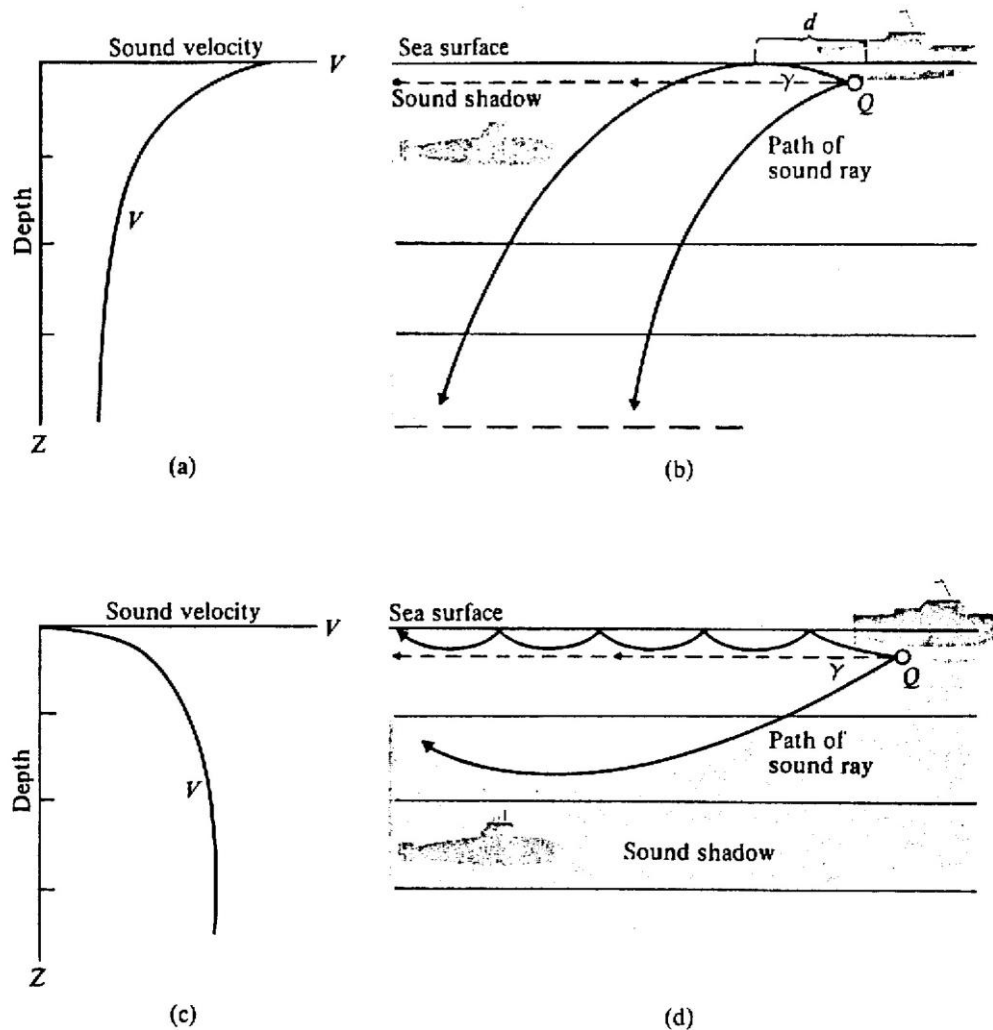 Sound velocity
V
Depth
V
Z
(a)
Sea surface
d
Sound shadow
γ
Q
Path of
sound ray
(b)
Sound velocity
V
Depth
V
Z
(c)
Sea surface
γ
Q
Path of
sound ray
Sound shadow
(d)